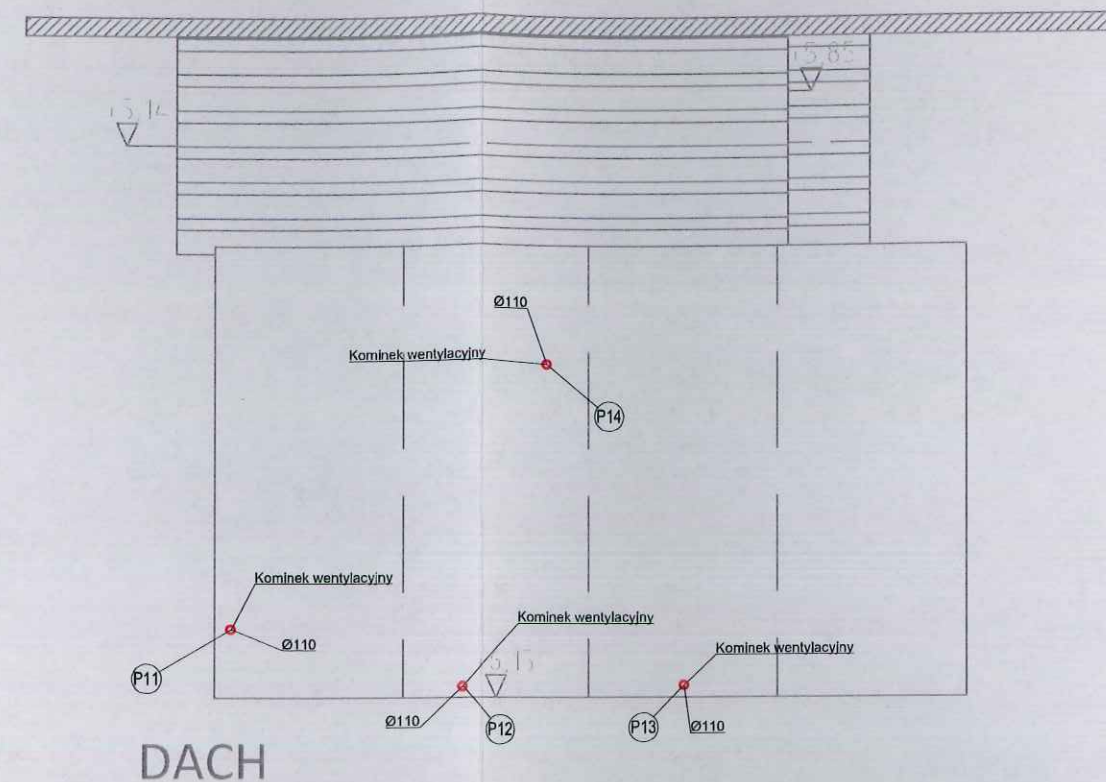 Ø110
Kominek wentylacyjny
P14
Kominek wentylacyjny
Ø110
P11
Kominek wentylacyjny
Ø110
P12
Kominek wentylacyjny
P13
Ø110
DACH